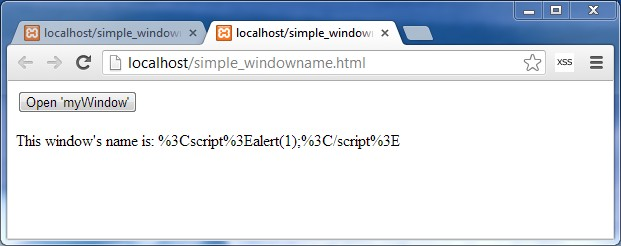 localhost/simple_window
localhost/simple_window
localhost/simple_windowname.html
XSS
Open 'myWindow'
This window's name is: %3Cscript%3Ealert(1);%3C/script%3E